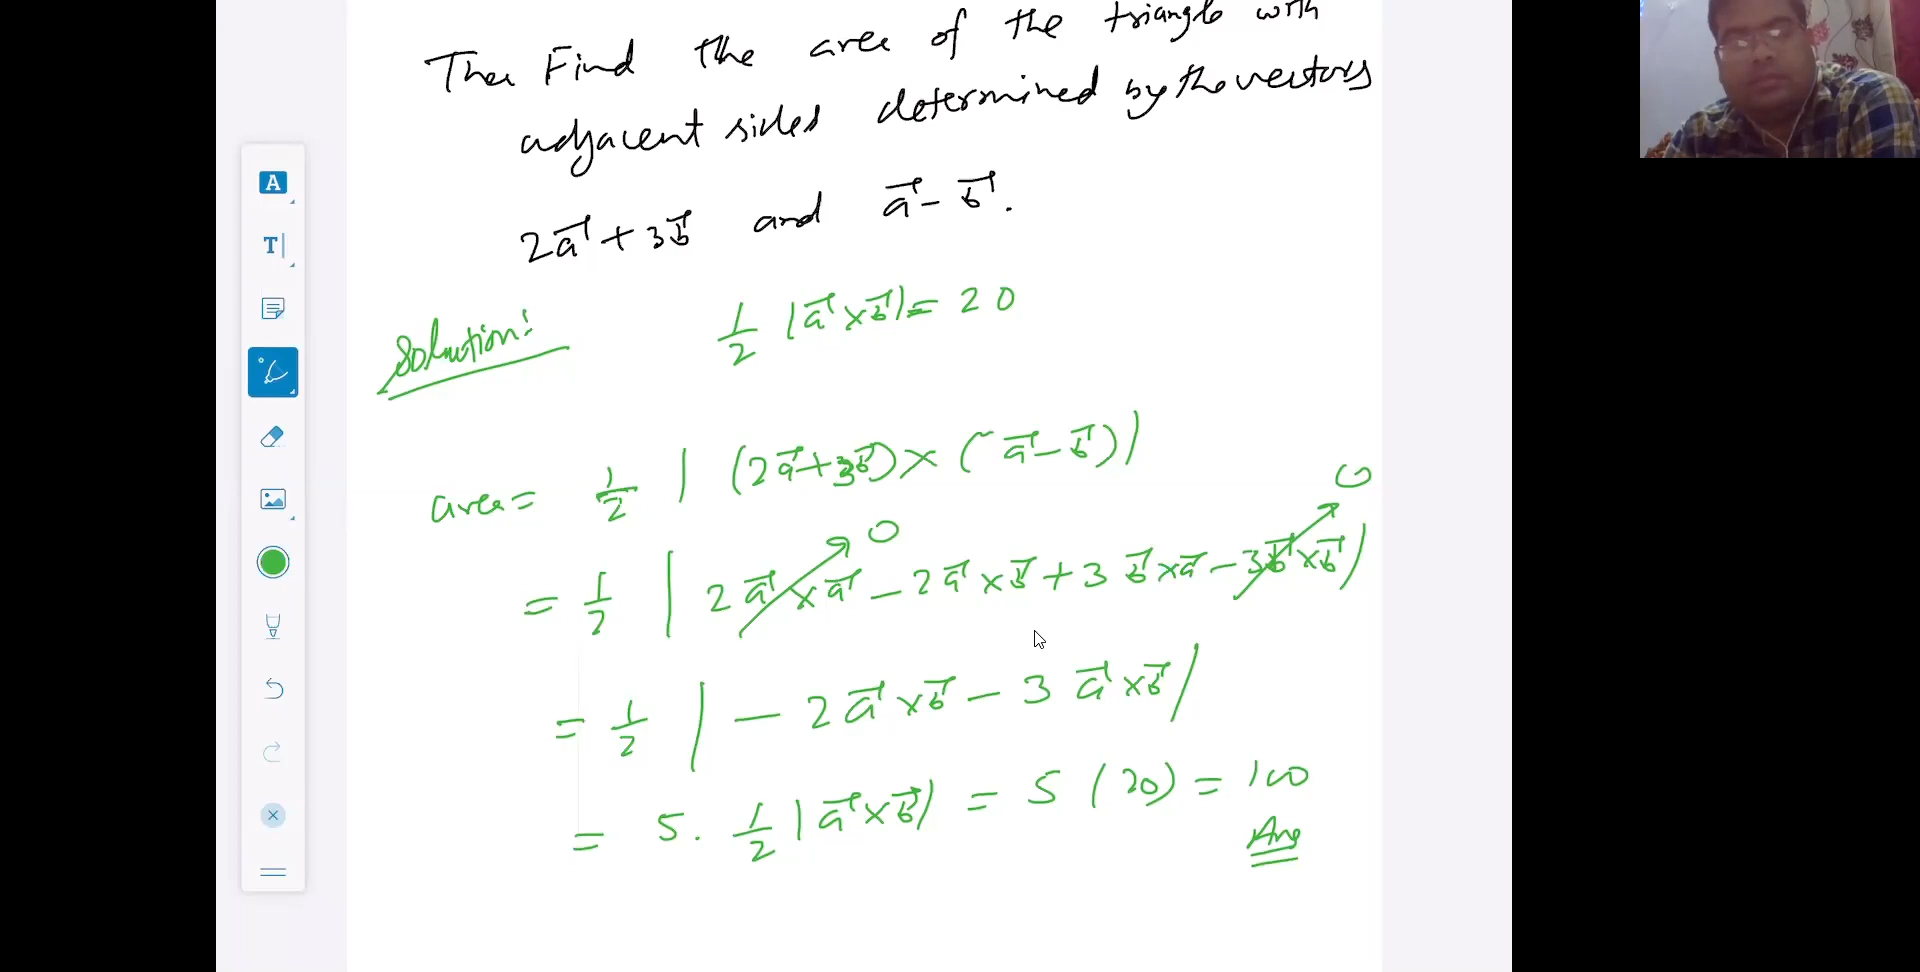 Then Find the area of the triangle with
adjacent sides determined by the vectors
2a⃗ + 3b⃗ and a⃗ - b⃗.
Solution:
1/2 |a⃗ × b⃗| = 20
area = 1/2 | (2a⃗ + 3b⃗) × (a⃗ - b⃗) |
0
0
= 1/2 | 2a⃗ × a⃗ - 2a⃗ × b⃗ + 3b⃗ × a⃗ - 3b⃗ × b⃗ |
= 1/2 | - 2a⃗ × b⃗ - 3a⃗ × b⃗ |
= 5 . 1/2 |a⃗ × b⃗| = 5 (20) = 100
Ans
A
T